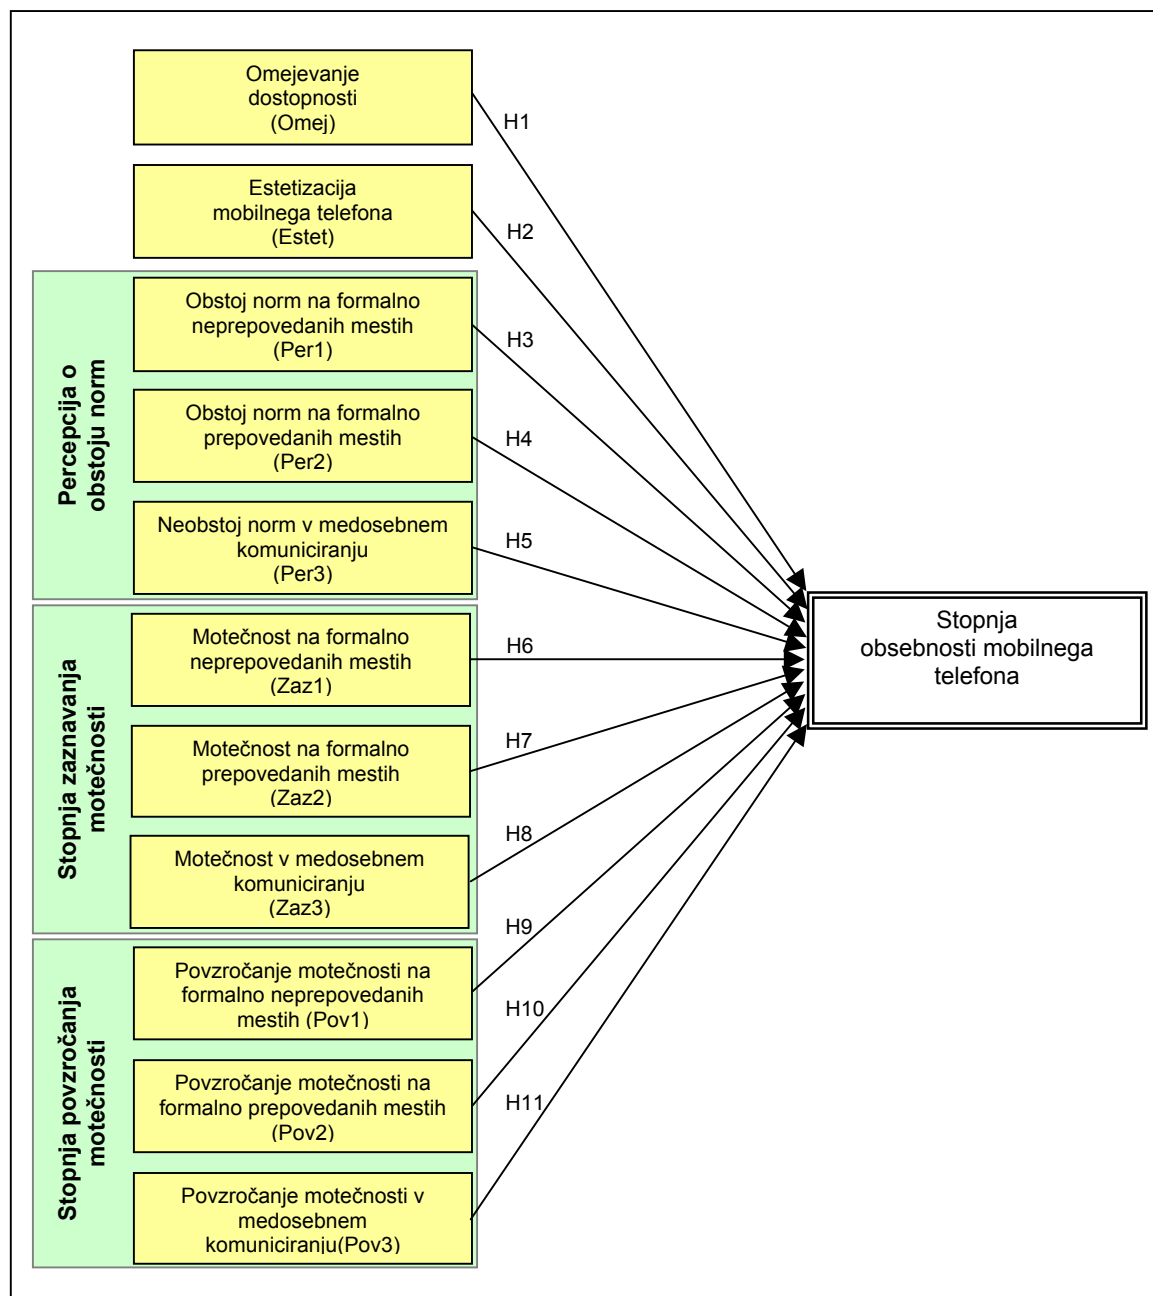 Omejevanje
dostopnosti
(Omej)
H1
Estetizacija
mobilnega telefona
(Estet)
H2
Percepcija o
obstoju norm
Obstoj norm na formalno
neprepovedanih mestih
(Per1)
H3
Obstoj norm na formalno
prepovedanih mestih
(Per2)
H4
Neobstoj norm v medosebnem
komuniciranju
(Per3)
H5
Stopnja zaznavanja
motečnosti
Motečnost na formalno
neprepovedanih mestih
(Zaz1)
H6
Motečnost na formalno
prepovedanih mestih
(Zaz2)
H7
Motečnost v medosebnem
komuniciranju
(Zaz3)
H8
Stopnja povzročanja
motečnosti
Povzročanje motečnosti na
formalno neprepovedanih
mestih (Pov1)
H9
Povzročanje motečnosti na
formalno prepovedanih mestih
(Pov2)
H10
Povzročanje motečnosti v
medosebnem
komuniciranju(Pov3)
H11
Stopnja
obsebnosti mobilnega
telefona